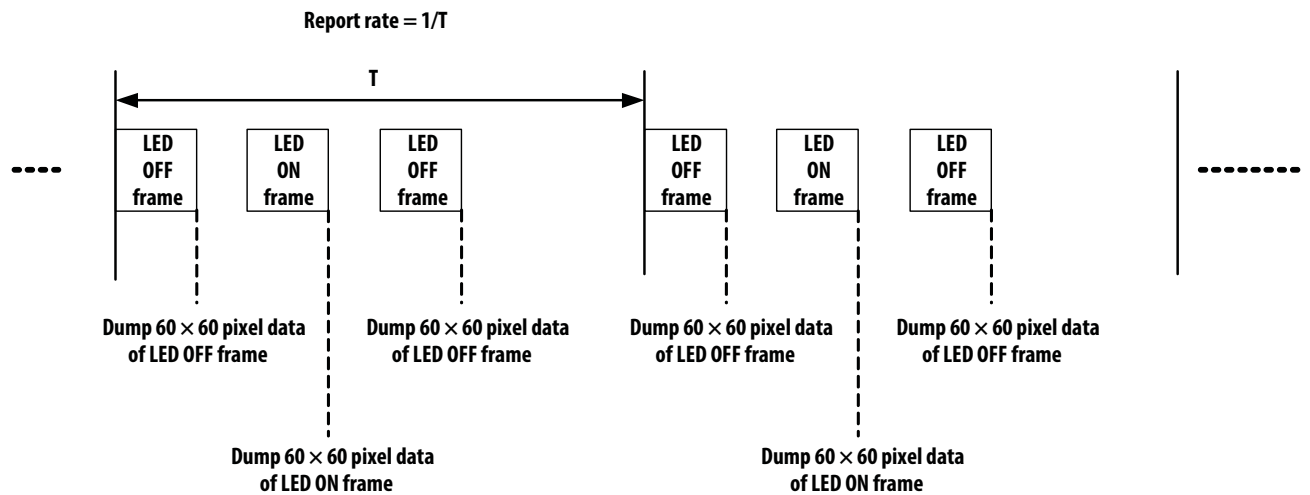 Report rate = 1/T
T
LED
OFF
frame
LED
ON
frame
LED
OFF
frame
LED
OFF
frame
LED
ON
frame
LED
OFF
frame
Dump 60 × 60 pixel data
of LED OFF frame
Dump 60 × 60 pixel data
of LED OFF frame
Dump 60 × 60 pixel data
of LED OFF frame
Dump 60 × 60 pixel data
of LED OFF frame
Dump 60 × 60 pixel data
of LED ON frame
Dump 60 × 60 pixel data
of LED ON frame